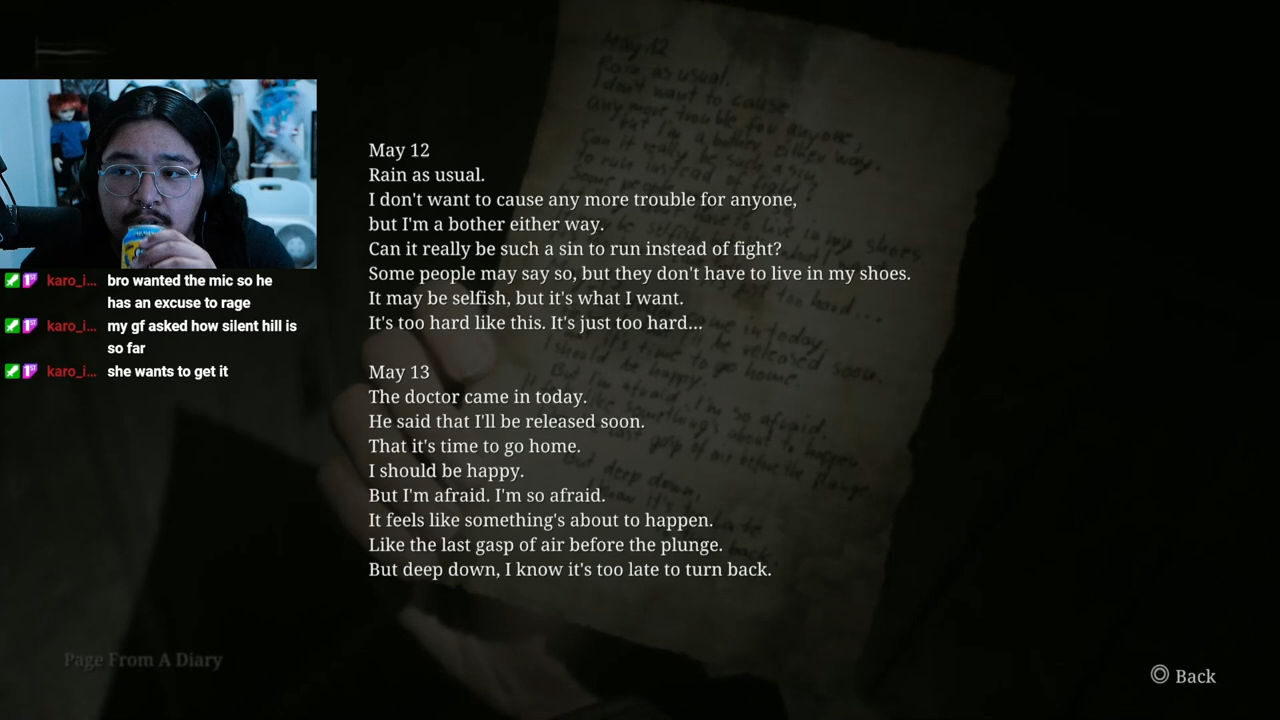 May 12
Rain as usual.
I don't want to cause any more trouble for anyone,
but I'm a bother either way.
Can it really be such a sin to run instead of fight?
Some people may say so, but they don't have to live in my shoes.
It may be selfish, but it's what I want.
It's too hard like this. It's just too hard...
May 13
The doctor came in today.
He said that I'll be released soon.
That it's time to go home.
I should be happy.
But I'm afraid. I'm so afraid.
It feels like something's about to happen.
Like the last gasp of air before the plunge.
But deep down, I know it's too late to turn back.
karo_i... bro wanted the mic so he
has an excuse to rage
karo_i... my gf asked how silent hill is
so far
karo_i... she wants to get it
Page From A Diary
Back